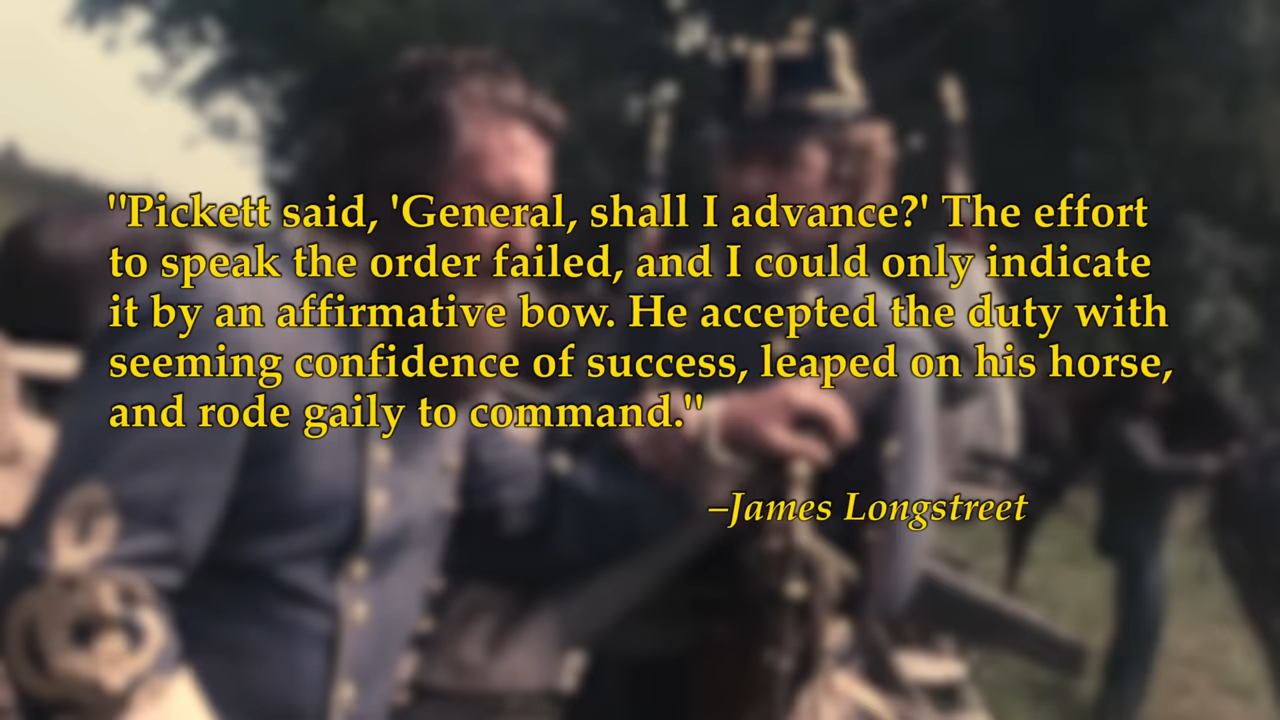 "Pickett said, 'General, shall I advance?' The effort
to speak the order failed, and I could only indicate
it by an affirmative bow. He accepted the duty with
seeming confidence of success, leaped on his horse,
and rode gaily to command."
–James Longstreet